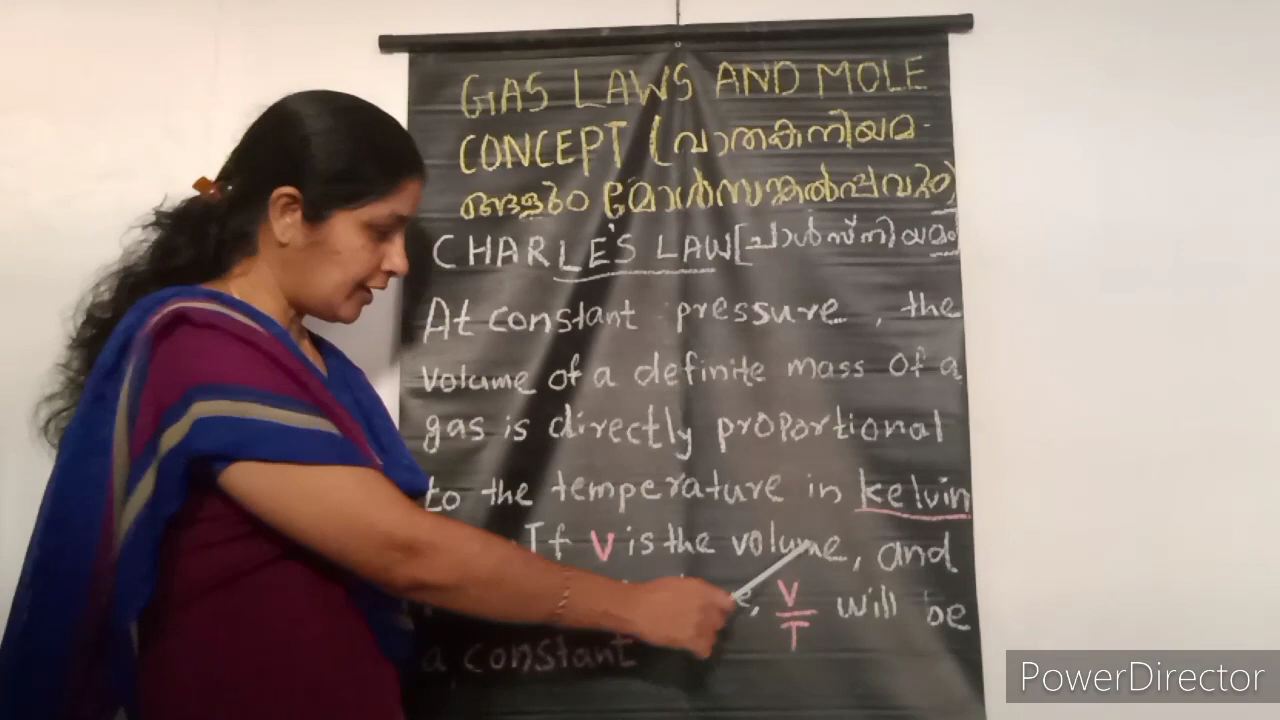 GAS LAWS AND MOLE
CONCEPT (വാതകനിയമ-
ങ്ങളും മോൾസങ്കൽപ്പവും)
CHARLE'S LAW[ചാൾസ്നിയമം
At constant pressure, the
volume of a definite mass of a
gas is directly proportional
to the temperature in kelvin
If V is the volume, and
V/T will be
a constant
PowerDirector